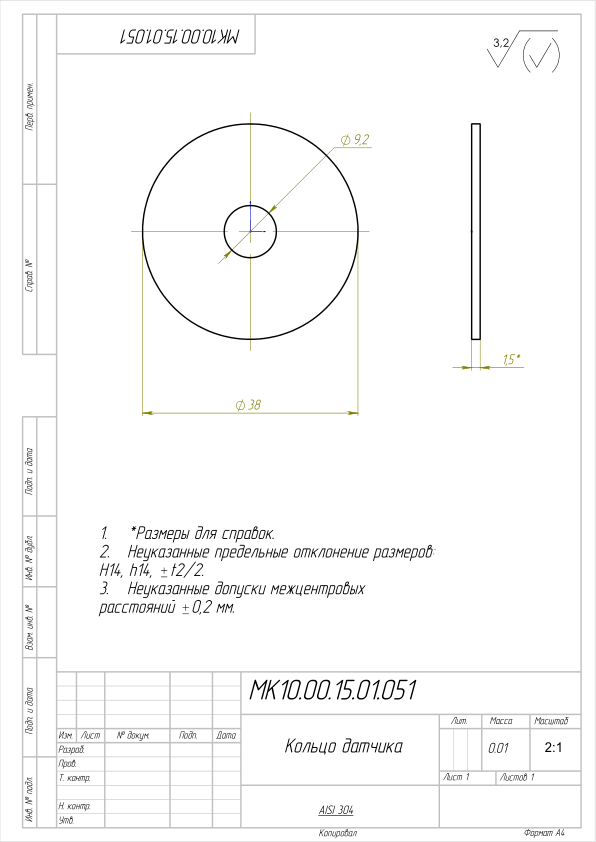 МК10.00.15.01.051
3,2
Перв. примен.
Справ. №
Подп. и дата
Инв. № дубл.
Взам. инв. №
Подп. и дата
Инв. № подл.
Ф 9,2
Ф 38
1,5*
1. *Размеры для справок.
2. Неуказанные предельные отклонение размеров:
H14, h14, ± t2/2.
3. Неуказанные допуски межцентровых
расстояний ± 0,2 мм.
МК10.00.15.01.051
Изм. Лист № докум. Подп. Дата
Разраб.
Пров.
Т. контр.
Н. контр.
Утв.
Кольцо датчика
AISI 304
Лит. Масса Масштаб
0.01 2:1
Лист 1 Листов 1
Копировал Формат А4